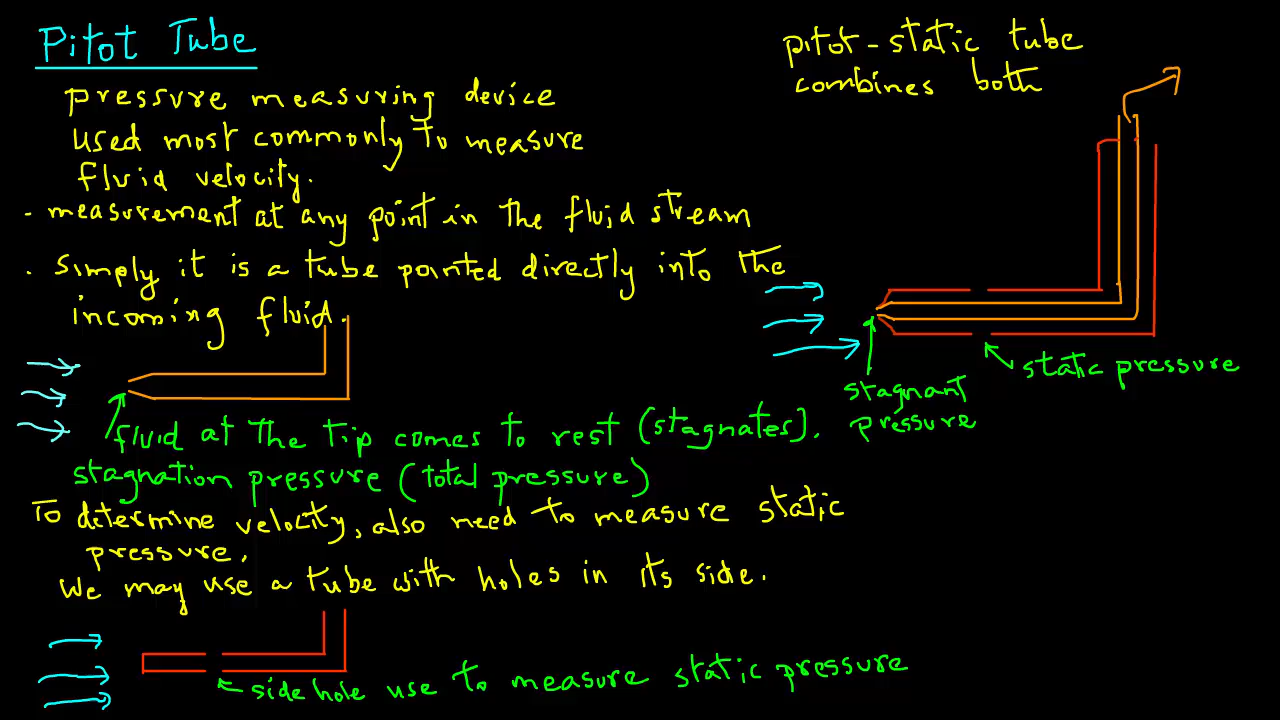 Pitot Tube
pressure measuring device
used most commonly to measure
fluid velocity.
- measurement at any point in the fluid stream
. Simply it is a tube pointed directly into the
incoming fluid.
fluid at the tip comes to rest (stagnates).
stagnation pressure (total pressure)
To determine velocity, also need to measure static
pressure.
We may use a tube with holes in its side.
side hole use to measure static pressure
pitot-static tube
combines both
static pressure
stagnant
pressure